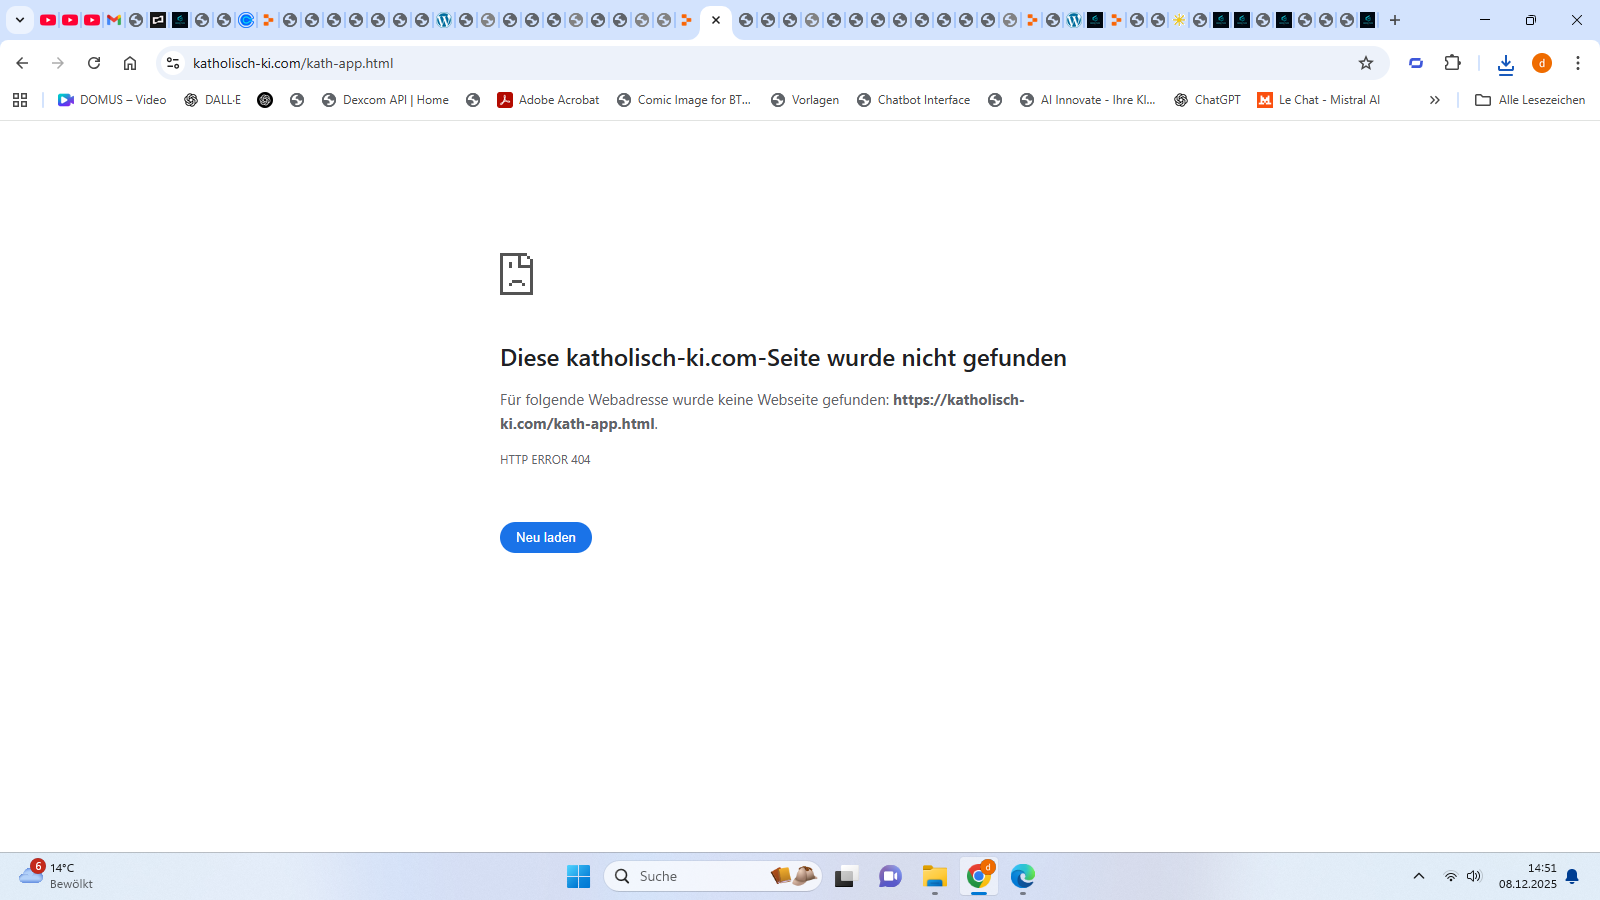 katholisch-ki.com/kath-app.html
d
DOMUS – Video
DALL·E
Dexcom API | Home
Adobe Acrobat
Comic Image for BT...
Vorlagen
Chatbot Interface
AI Innovate - Ihre KI...
ChatGPT
Le Chat - Mistral AI
Alle Lesezeichen
Diese katholisch-ki.com-Seite wurde nicht gefunden
Für folgende Webadresse wurde keine Webseite gefunden: https://katholisch-
ki.com/kath-app.html.
HTTP ERROR 404
Neu laden
6
14°C
Bewölkt
Suche
d
14:51
08.12.2025